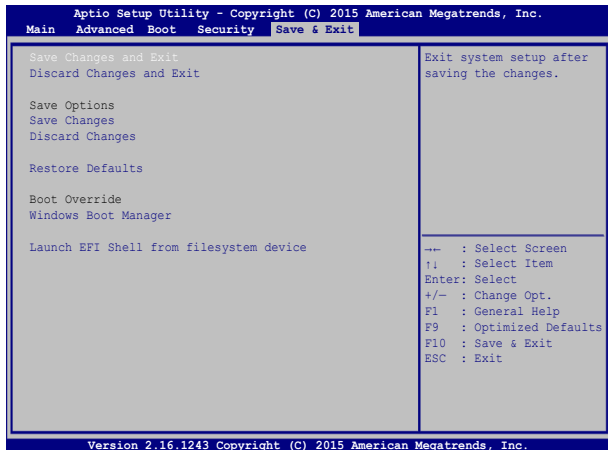 Aptio Setup Utility - Copyright (C) 2015 American Megatrends, Inc.
Main Advanced Boot Security Save & Exit
Save Changes and Exit
Discard Changes and Exit
Save Options
Save Changes
Discard Changes
Restore Defaults
Boot Override
Windows Boot Manager
Launch EFI Shell from filesystem device
Exit system setup after
saving the changes.
→← : Select Screen
↑↓ : Select Item
Enter: Select
+/— : Change Opt.
F1 : General Help
F9 : Optimized Defaults
F10 : Save & Exit
ESC : Exit
Version 2.16.1243 Copyright (C) 2015 American Megatrends, Inc.